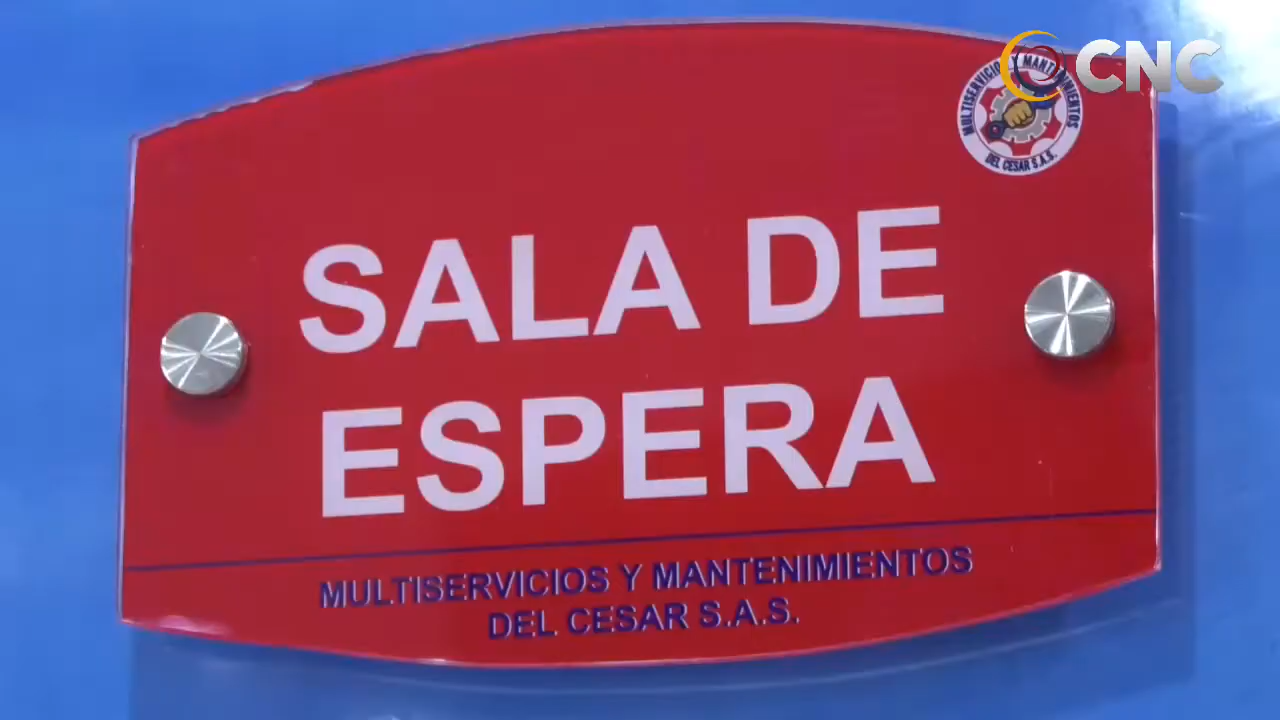 CNC
MULTISERVICIOS Y MANTENIMIENTOS
DEL CESAR S.A.S.
SALA DE
ESPERA
MULTISERVICIOS Y MANTENIMIENTOS
DEL CESAR S.A.S.